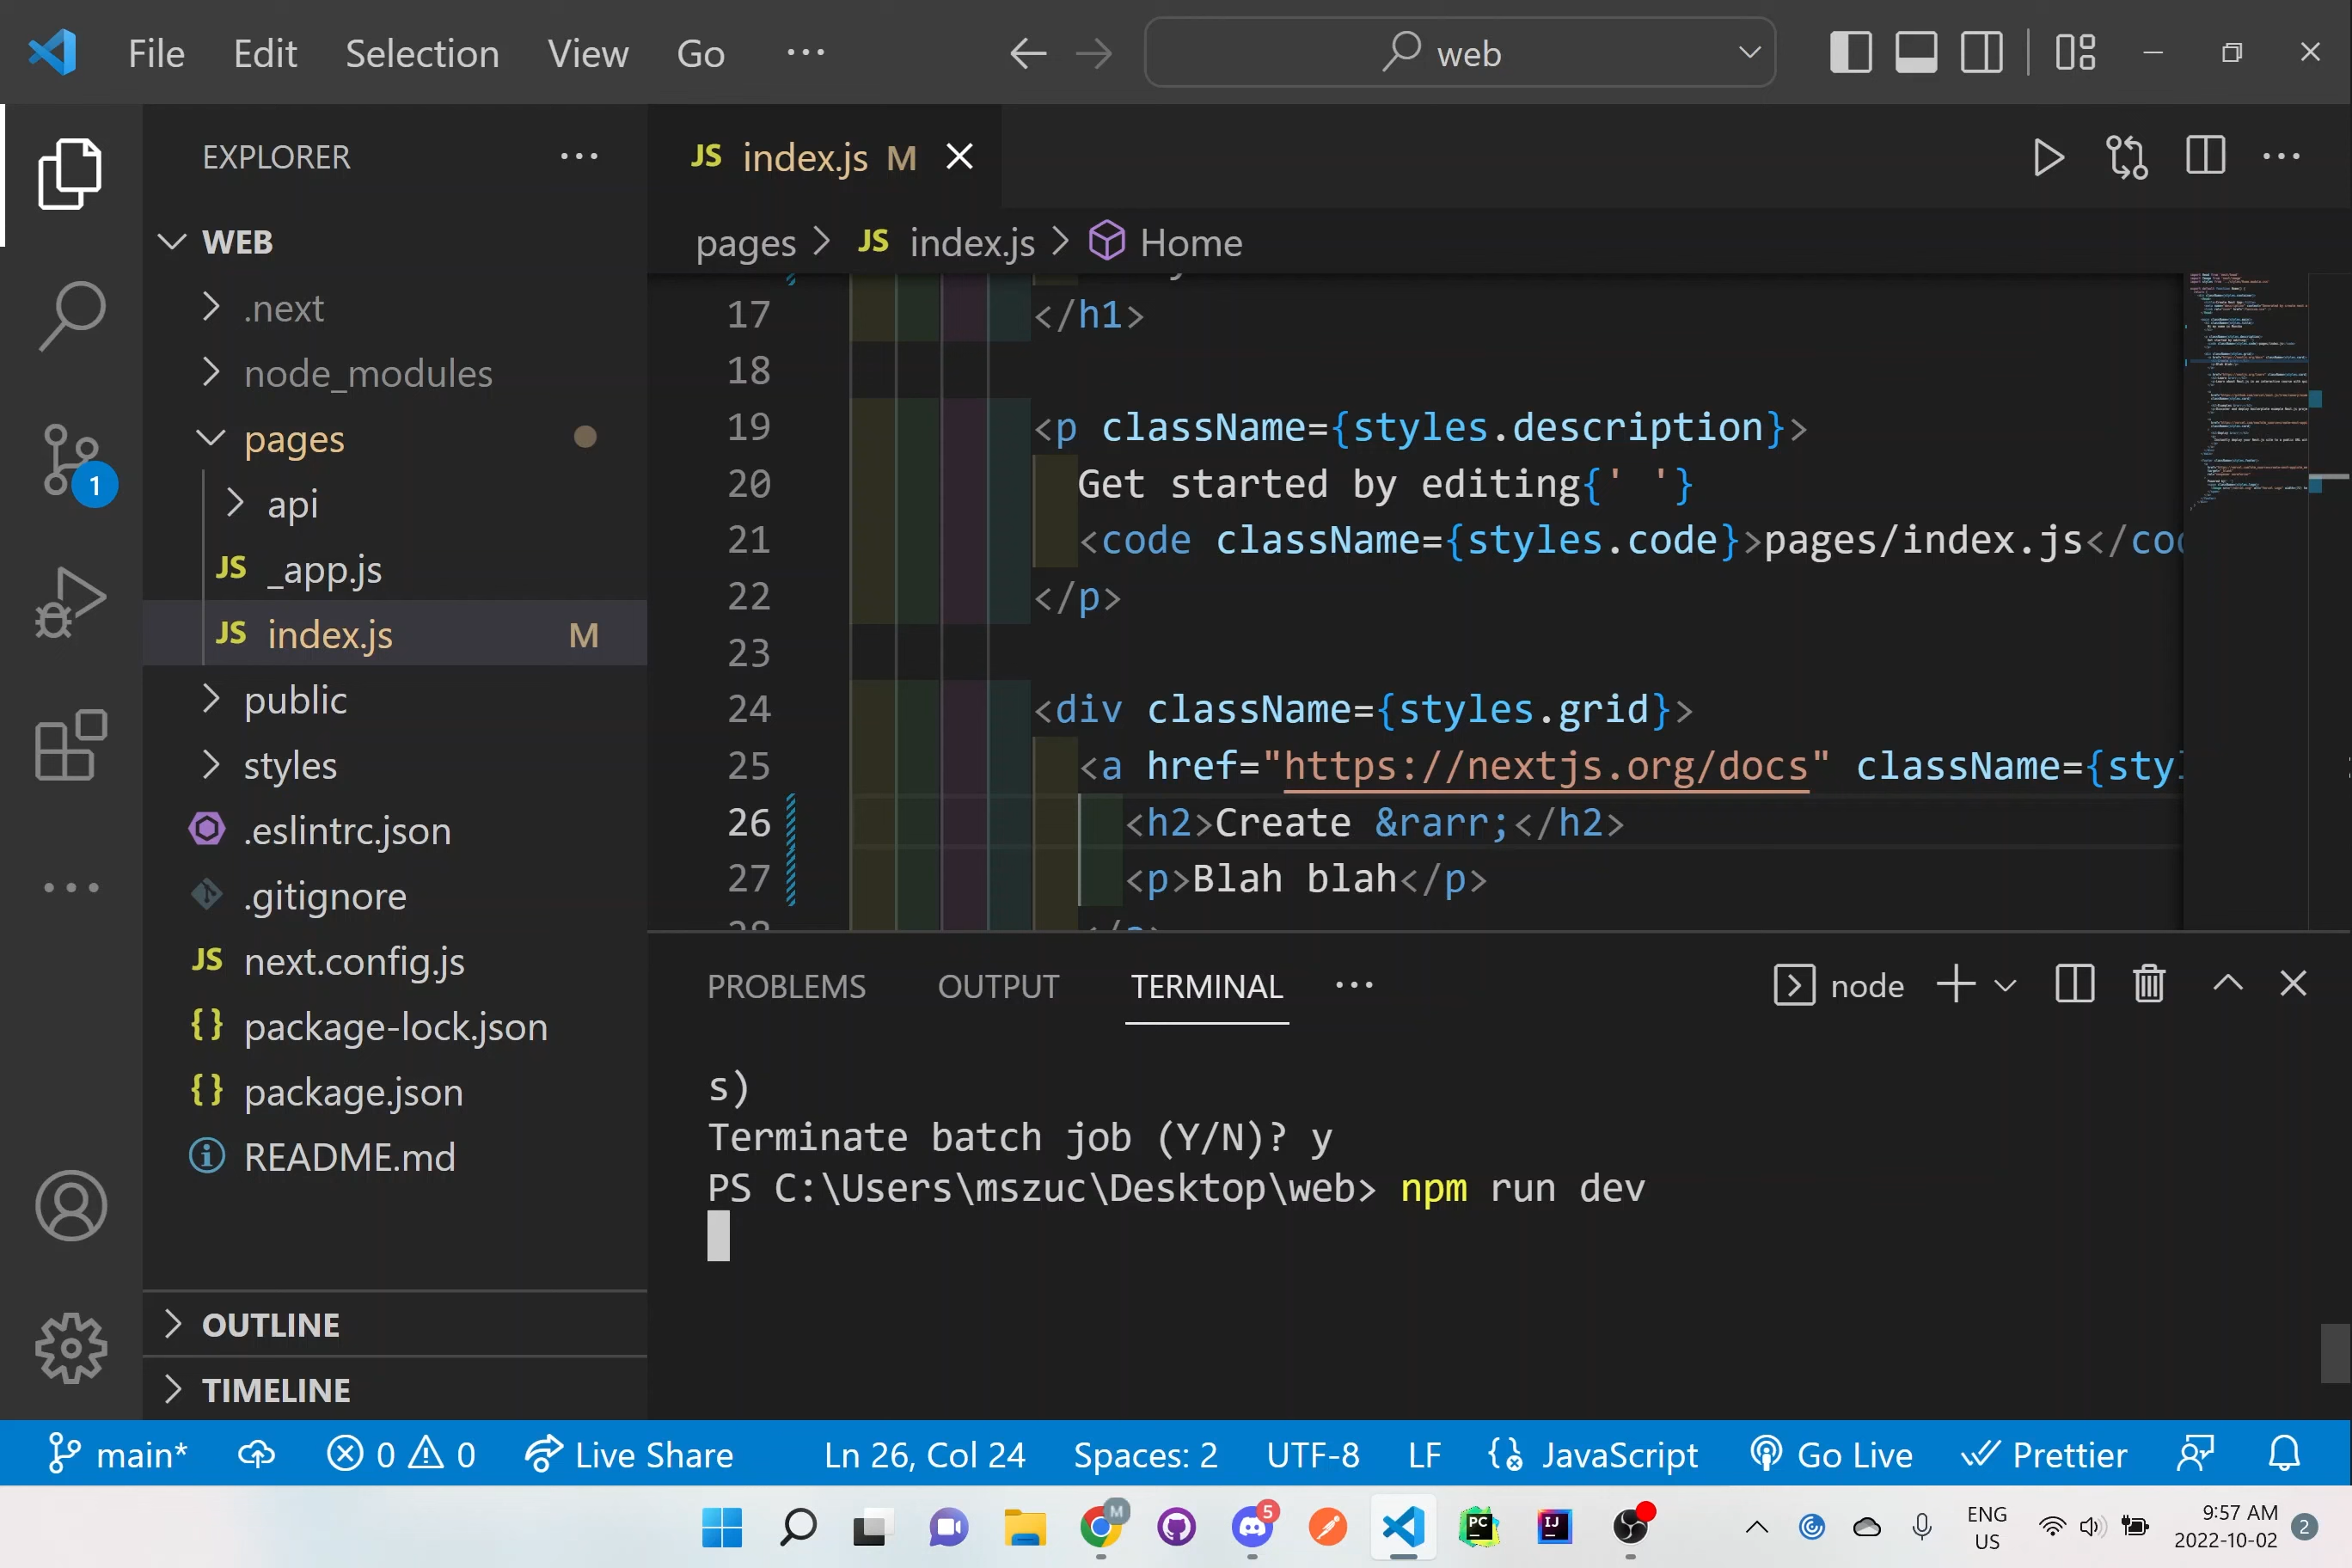 File Edit Selection View Go ··· web
EXPLORER ···
JS index.js M
WEB
pages > JS index.js > Home
.next
node_modules
pages
api
JS _app.js
JS index.js M
public
styles
.eslintrc.json
.gitignore
JS next.config.js
{} package-lock.json
{} package.json
README.md
OUTLINE
TIMELINE
1
17 </h1>
18
19 <p className={styles.description}>
20 Get started by editing{' '}
21 <code className={styles.code}>pages/index.js</co
22 </p>
23
24 <div className={styles.grid}>
25 <a href="https://nextjs.org/docs" className={sty
26 <h2>Create &rarr;</h2>
27 <p>Blah blah</p>
PROBLEMS OUTPUT TERMINAL ··· node
s)
Terminate batch job (Y/N)? y
PS C:\Users\mszuc\Desktop\web> npm run dev
main* 0 0 Live Share Ln 26, Col 24 Spaces: 2 UTF-8 LF JavaScript Go Live Prettier
M 5 PC IJ
ENG
US
9:57 AM
2022-10-02
2